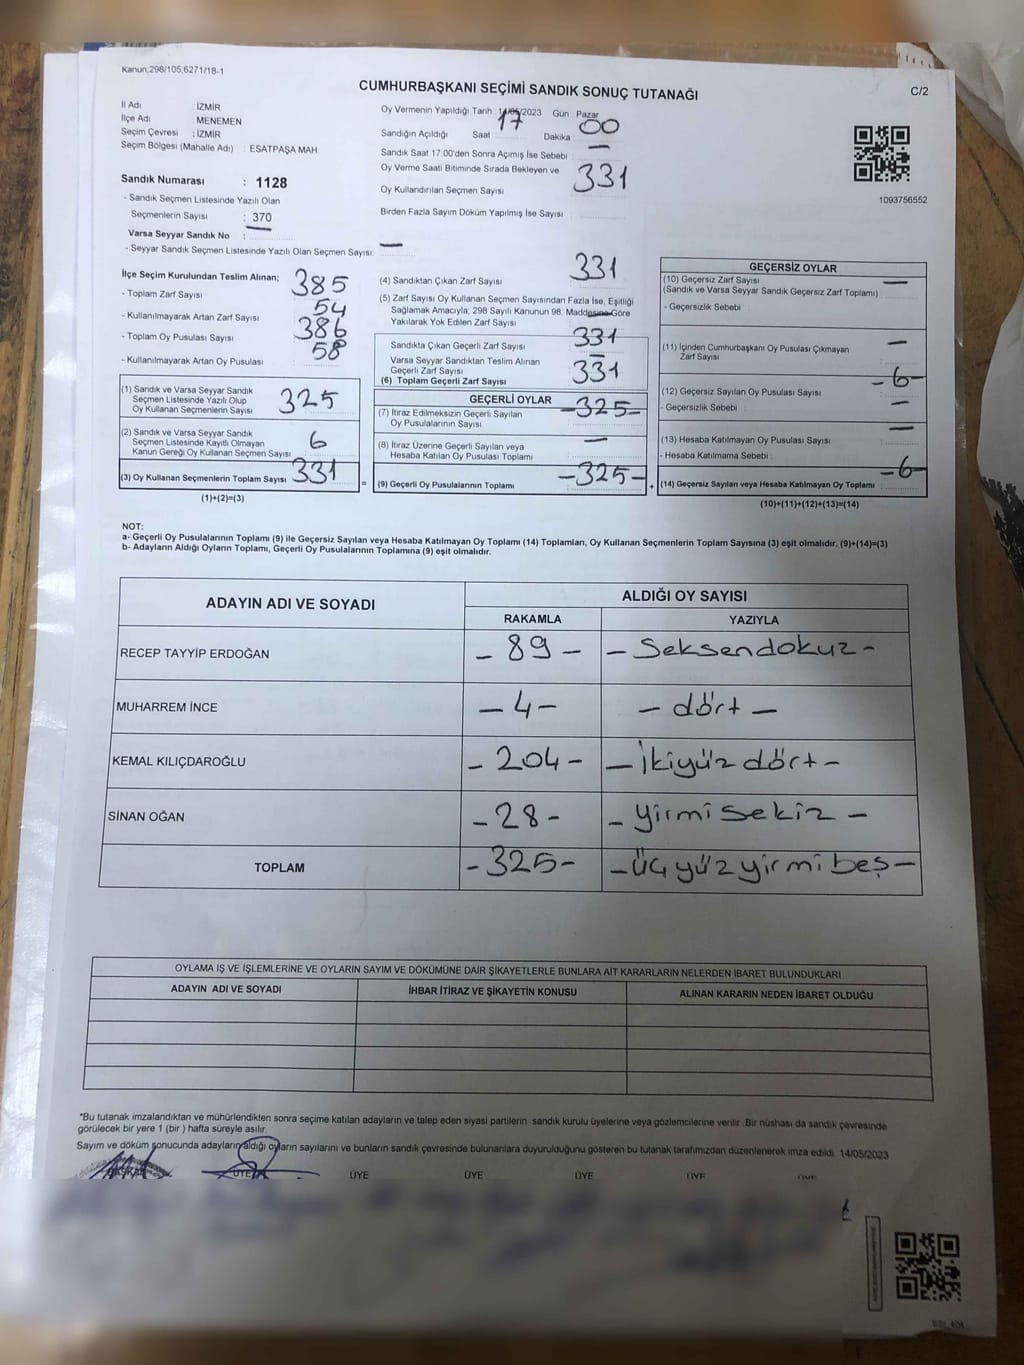 Kanun.298/105,6271/18-1
CUMHURBAŞKANI SEÇİMİ SANDIK SONUÇ TUTANAĞI
C/2
İl Adı : İZMİR
İlçe Adı : MENEMEN
Seçim Çevresi : İZMİR
Seçim Bölgesi (Mahalle Adı) : ESATPAŞA MAH
Sandık Numarası : 1128
- Sandık Seçmen Listesinde Yazılı Olan
Seçmenlerin Sayısı : 370
Varsa Seyyar Sandık No : —
- Seyyar Sandık Seçmen Listesinde Yazılı Olan Seçmen Sayısı: —
Oy Vermenin Yapıldığı Tarih 14/05/2023 Gün Pazar
Sandığın Açıldığı Saat 17 Dakika 00
Sandık Saat 17:00'den Sonra Açımış İse Sebebi —
Oy Verme Saati Bitiminde Sırada Bekleyen ve
Oy Kullandırılan Seçmen Sayısı 331
Birden Fazla Sayım Döküm Yapılmış İse Sayısı
1093756552
İlçe Seçim Kurulundan Teslim Alınan;
- Toplam Zarf Sayısı 385
- Kullanılmayarak Artan Zarf Sayısı 54
- Toplam Oy Pusulası Sayısı 386
- Kullanılmayarak Artan Oy Pusulası 58
(1) Sandık ve Varsa Seyyar Sandık
Seçmen Listesinde Yazılı Olup
Oy Kullanan Seçmenlerin Sayısı 325
(2) Sandık ve Varsa Seyyar Sandık
Seçmen Listesinde Kayıtlı Olmayan
Kanun Gereği Oy Kullanan Seçmen Sayısı 6
(3) Oy Kullanan Seçmenlerin Toplam Sayısı 331
(1)+(2)=(3)
(4) Sandıktan Çıkan Zarf Sayısı 331
(5) Zarf Sayısı Oy Kullanan Seçmen Sayısından Fazla İse, Eşitliği
Sağlamak Amacıyla; 298 Sayılı Kanunun 98. Maddesine Göre
Yakılarak Yok Edilen Zarf Sayısı —
Sandıkta Çıkan Geçerli Zarf Sayısı 331
Varsa Seyyar Sandıktan Teslim Alınan
Geçerli Zarf Sayısı —
(6) Toplam Geçerli Zarf Sayısı 331
=
GEÇERLİ OYLAR
(7) İtiraz Edilmeksizin Geçerli Sayılan
Oy Pusulalarının Sayısı -325-
(8) İtiraz Üzerine Geçerli Sayılan veya
Hesaba Katılan Oy Pusulası Toplamı —
(9) Geçerli Oy Pusulalarının Toplamı -325-
+
GEÇERSİZ OYLAR
(10) Geçersiz Zarf Sayısı —
(Sandık ve Varsa Seyyar Sandık Geçersiz Zarf Toplamı)
- Geçersizlik Sebebi :
(11) İçinden Cumhurbaşkanı Oy Pusulası Çıkmayan
Zarf Sayısı —
(12) Geçersiz Sayılan Oy Pusulası Sayısı -6-
- Geçersizlik Sebebi : —
(13) Hesaba Katılmayan Oy Pusulası Sayısı —
- Hesaba Katılmama Sebebi :
(14) Geçersiz Sayılan veya Hesaba Katılmayan Oy Toplamı -6-
(10)+(11)+(12)+(13)=(14)
NOT:
a- Geçerli Oy Pusulalarının Toplamı (9) ile Geçersiz Sayılan veya Hesaba Katılmayan Oy Toplamı (14) Toplamları, Oy Kullanan Seçmenlerin Toplam Sayısına (3) eşit olmalıdır. (9)+(14)=(3)
b- Adayların Aldığı Oyların Toplamı, Geçerli Oy Pusulalarının Toplamına (9) eşit olmalıdır.
ADAYIN ADI VE SOYADI
ALDIĞI OY SAYISI
RAKAMLA YAZIYLA
RECEP TAYYİP ERDOĞAN - 89 - - Seksendokuz -
MUHARREM İNCE - 4 - - dört -
KEMAL KILIÇDAROĞLU - 204 - - İkiyüzdört -
SİNAN OĞAN - 28 - - yirmisekiz -
TOPLAM - 325 - - üçyüzyirmibeş -
OYLAMA İŞ VE İŞLEMLERİNE VE OYLARIN SAYIM VE DÖKÜMÜNE DAİR ŞİKAYETLERLE BUNLARA AİT KARARLARIN NELERDEN İBARET BULUNDUKLARI
ADAYIN ADI VE SOYADI İHBAR İTİRAZ VE ŞİKAYETİN KONUSU ALINAN KARARIN NEDEN İBARET OLDUĞU
*Bu tutanak imzalandıktan ve mühürlendikten sonra seçime katılan adayların ve talep eden siyasi partilerin sandık kurulu üyelerine veya gözlemcilerine verilir. Bir nüshası da sandık çevresinde
görülecek bir yere 1 (bir ) hafta süreyle asılır.
Sayım ve döküm sonucunda adayların aldığı oyların sayılarını ve bunların sandık çevresinde bulunanlara duyurulduğunu gösteren bu tutanak tarafımızdan düzenlenerek imza edildi. 14/05/2023
BAŞKAN ÜYE ÜYE ÜYE ÜYE ÜYE ÜYE